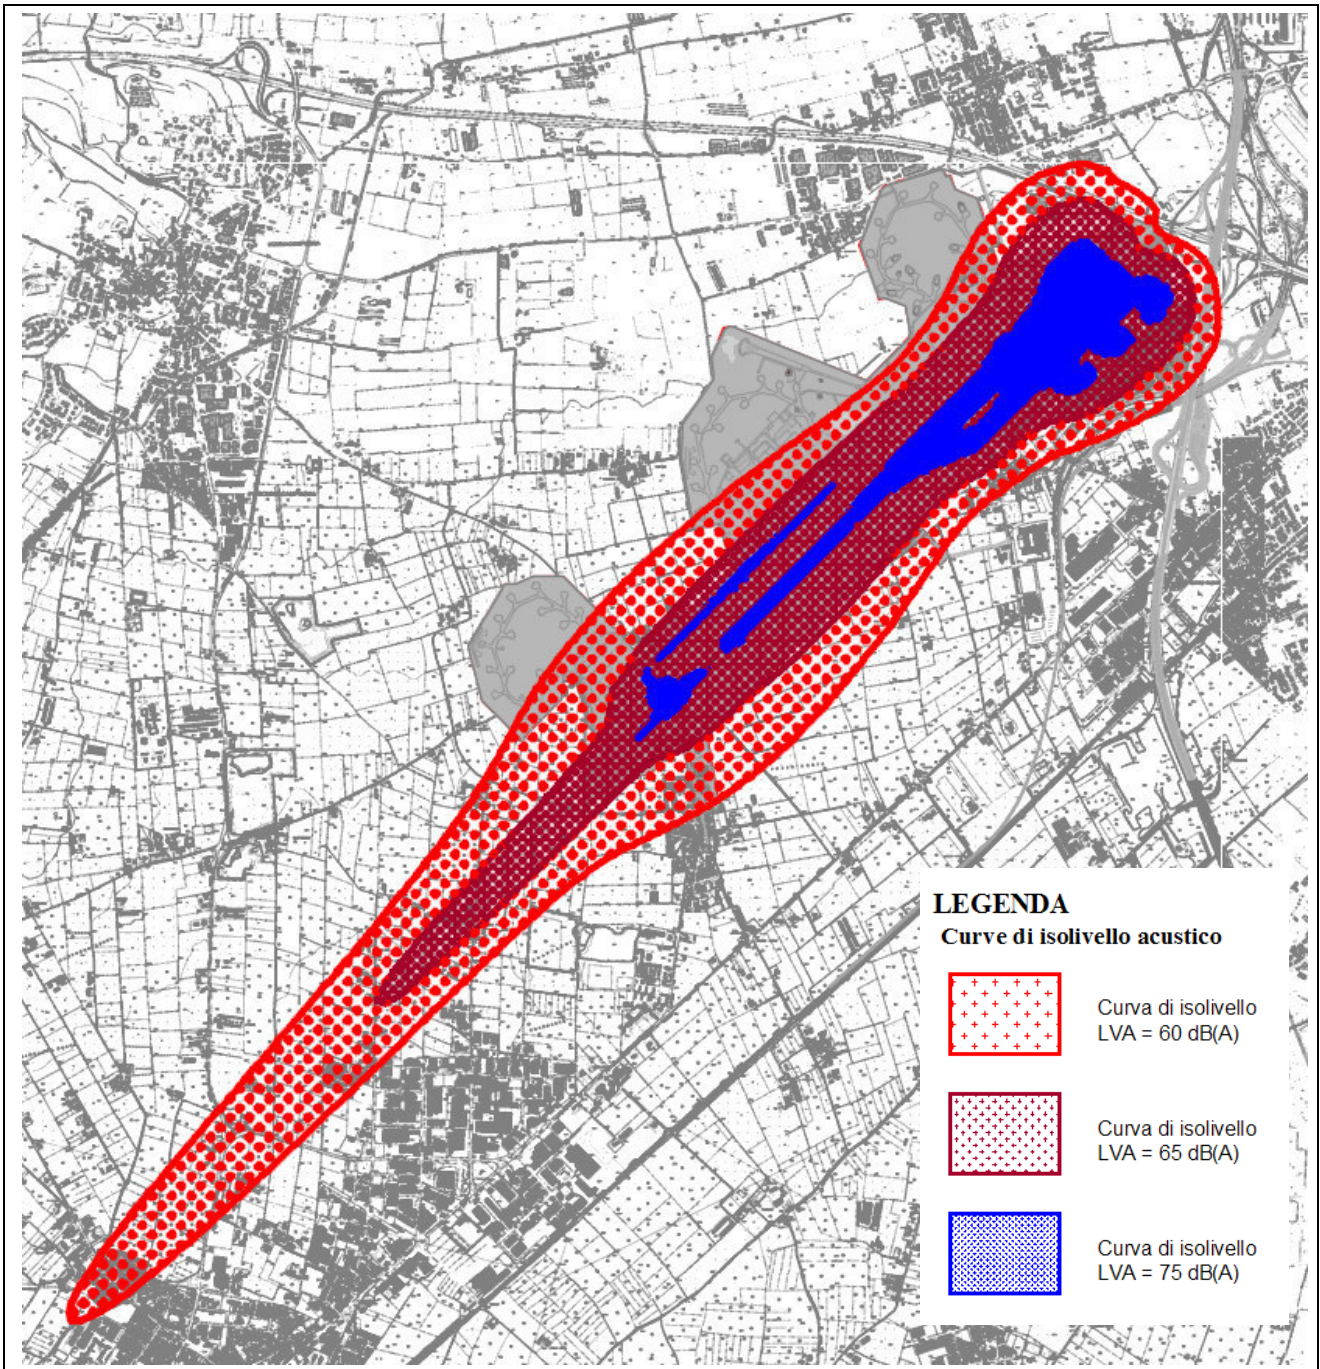 LEGENDA
Curve di isolivello acustico
Curva di isolivello
LVA = 60 dB(A)
Curva di isolivello
LVA = 65 dB(A)
Curva di isolivello
LVA = 75 dB(A)